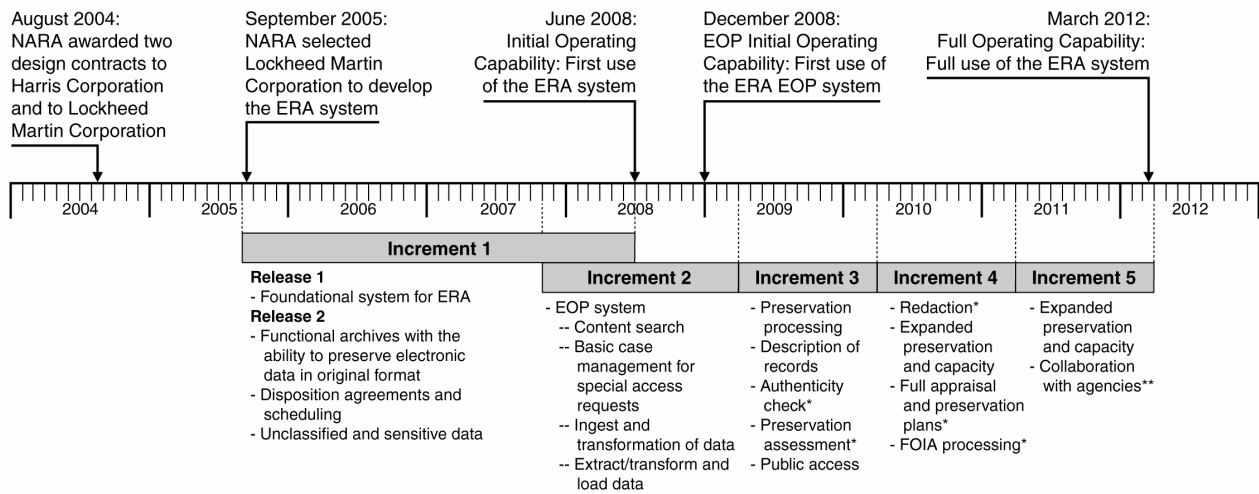 August 2004:
NARA awarded two
design contracts to
Harris Corporation
and to Lockheed
Martin Corporation
September 2005:
NARA selected
Lockheed Martin
Corporation to develop
the ERA system
June 2008:
Initial Operating
Capability: First use
of the ERA system
December 2008:
EOP Initial Operating
Capability: First use of
the ERA EOP system
March 2012:
Full Operating Capability:
Full use of the ERA system
2004 2005 2006 2007 2008 2009 2010 2011 2012
Increment 1
Release 1
- Foundational system for ERA
Release 2
- Functional archives with the
ability to preserve electronic
data in original format
- Disposition agreements and
scheduling
- Unclassified and sensitive data
Increment 2
- EOP system
-- Content search
-- Basic case
management for
special access
requests
-- Ingest and
transformation of data
-- Extract/transform and
load data
Increment 3
- Preservation
processing
- Description of
records
- Authenticity
check*
- Preservation
assessment*
- Public access
Increment 4
- Redaction*
- Expanded
preservation
and capacity
- Full appraisal
and preservation
plans*
- FOIA processing*
Increment 5
- Expanded
preservation
and capacity
- Collaboration
with agencies**